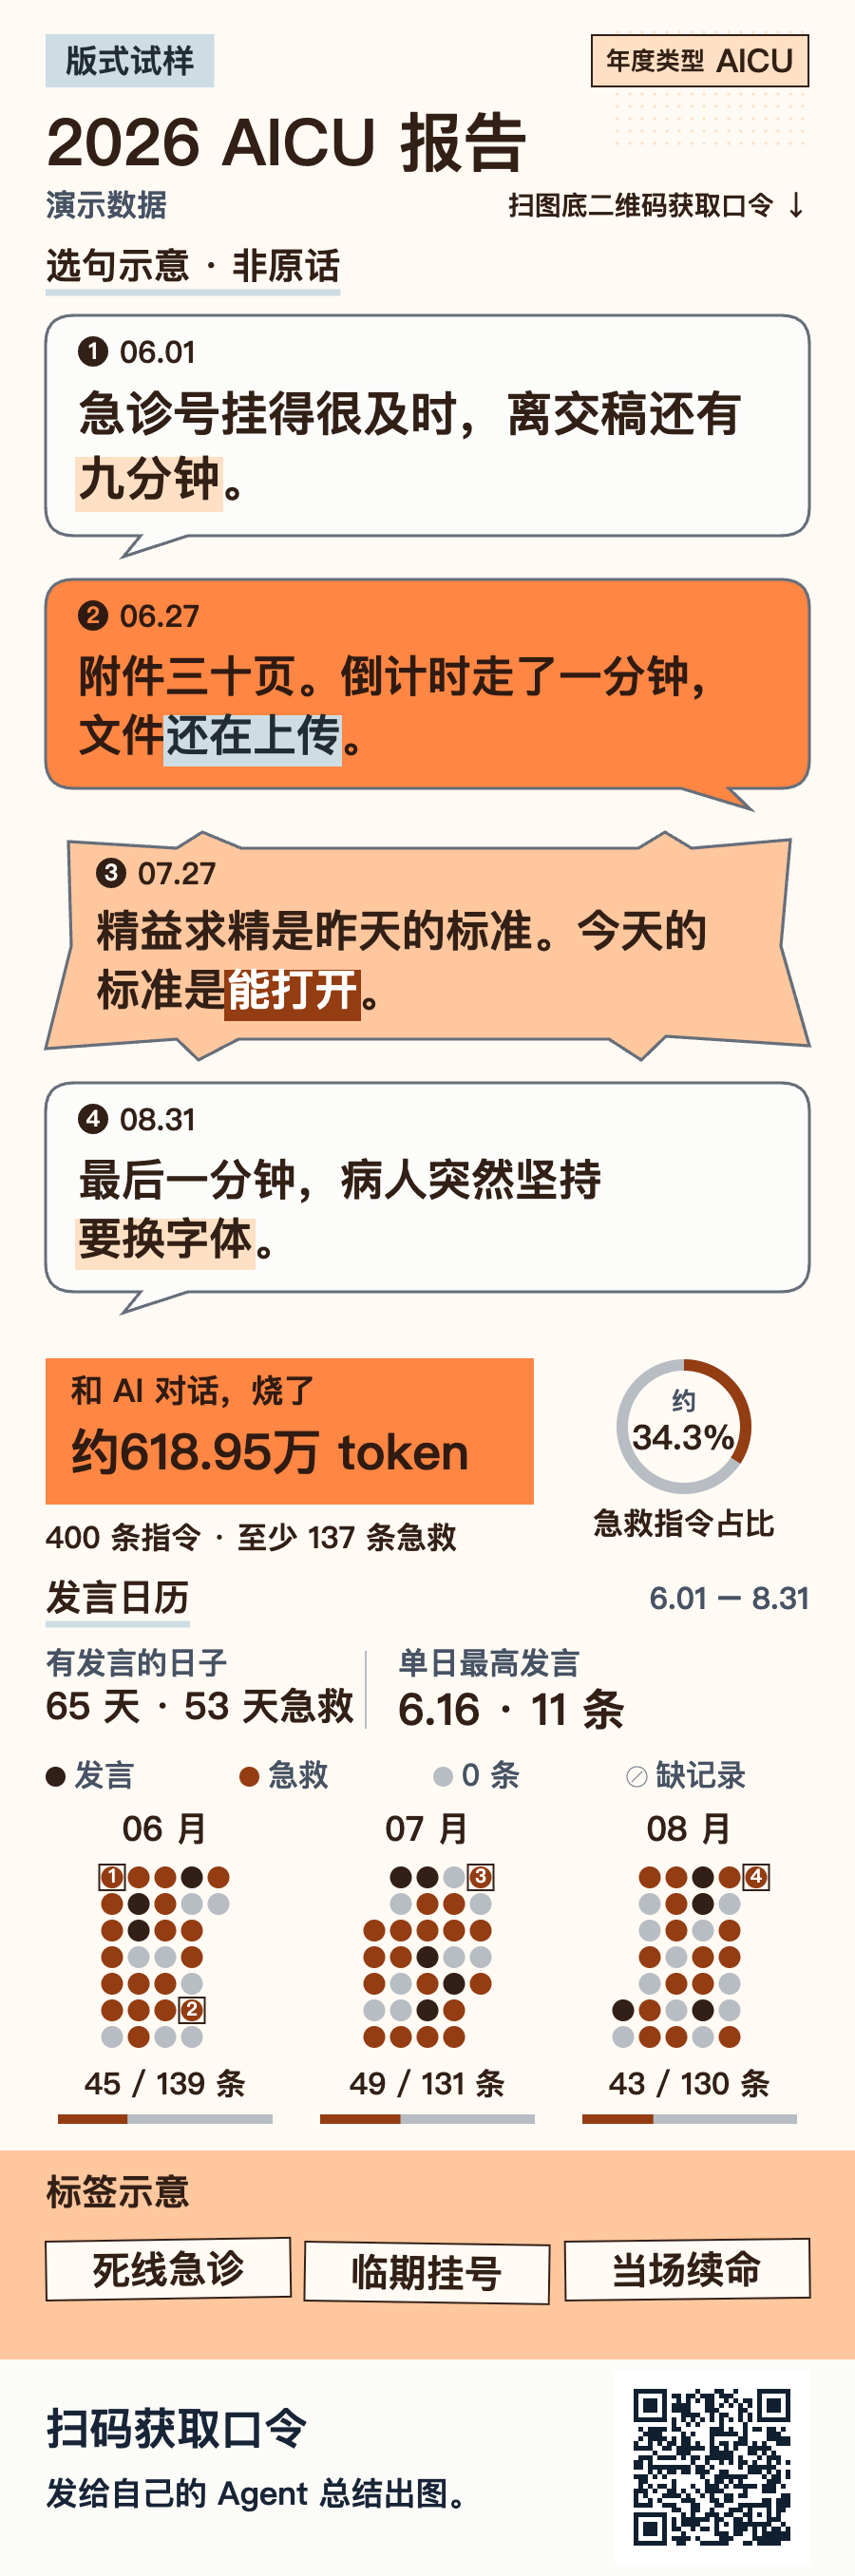 版式试样
年度类型 AICU
2026 AICU 报告
演示数据
扫图底二维码获取口令 ↓
选句示意 · 非原话
1 06.01
急诊号挂得很及时，离交稿还有
九分钟。
2 06.27
附件三十页。倒计时走了一分钟，
文件还在上传。
3 07.27
精益求精是昨天的标准。今天的
标准是能打开。
4 08.31
最后一分钟，病人突然坚持
要换字体。
和 AI 对话，烧了
约618.95万 token
约
34.3%
急救指令占比
400 条指令 · 至少 137 条急救
发言日历
6.01 — 8.31
有发言的日子
65 天 · 53 天急救
单日最高发言
6.16 · 11 条
发言
急救
0 条
缺记录
06 月
07 月
08 月
1
3
4
2
45 / 139 条
49 / 131 条
43 / 130 条
标签示意
死线急诊
临期挂号
当场续命
扫码获取口令
发给自己的 Agent 总结出图。